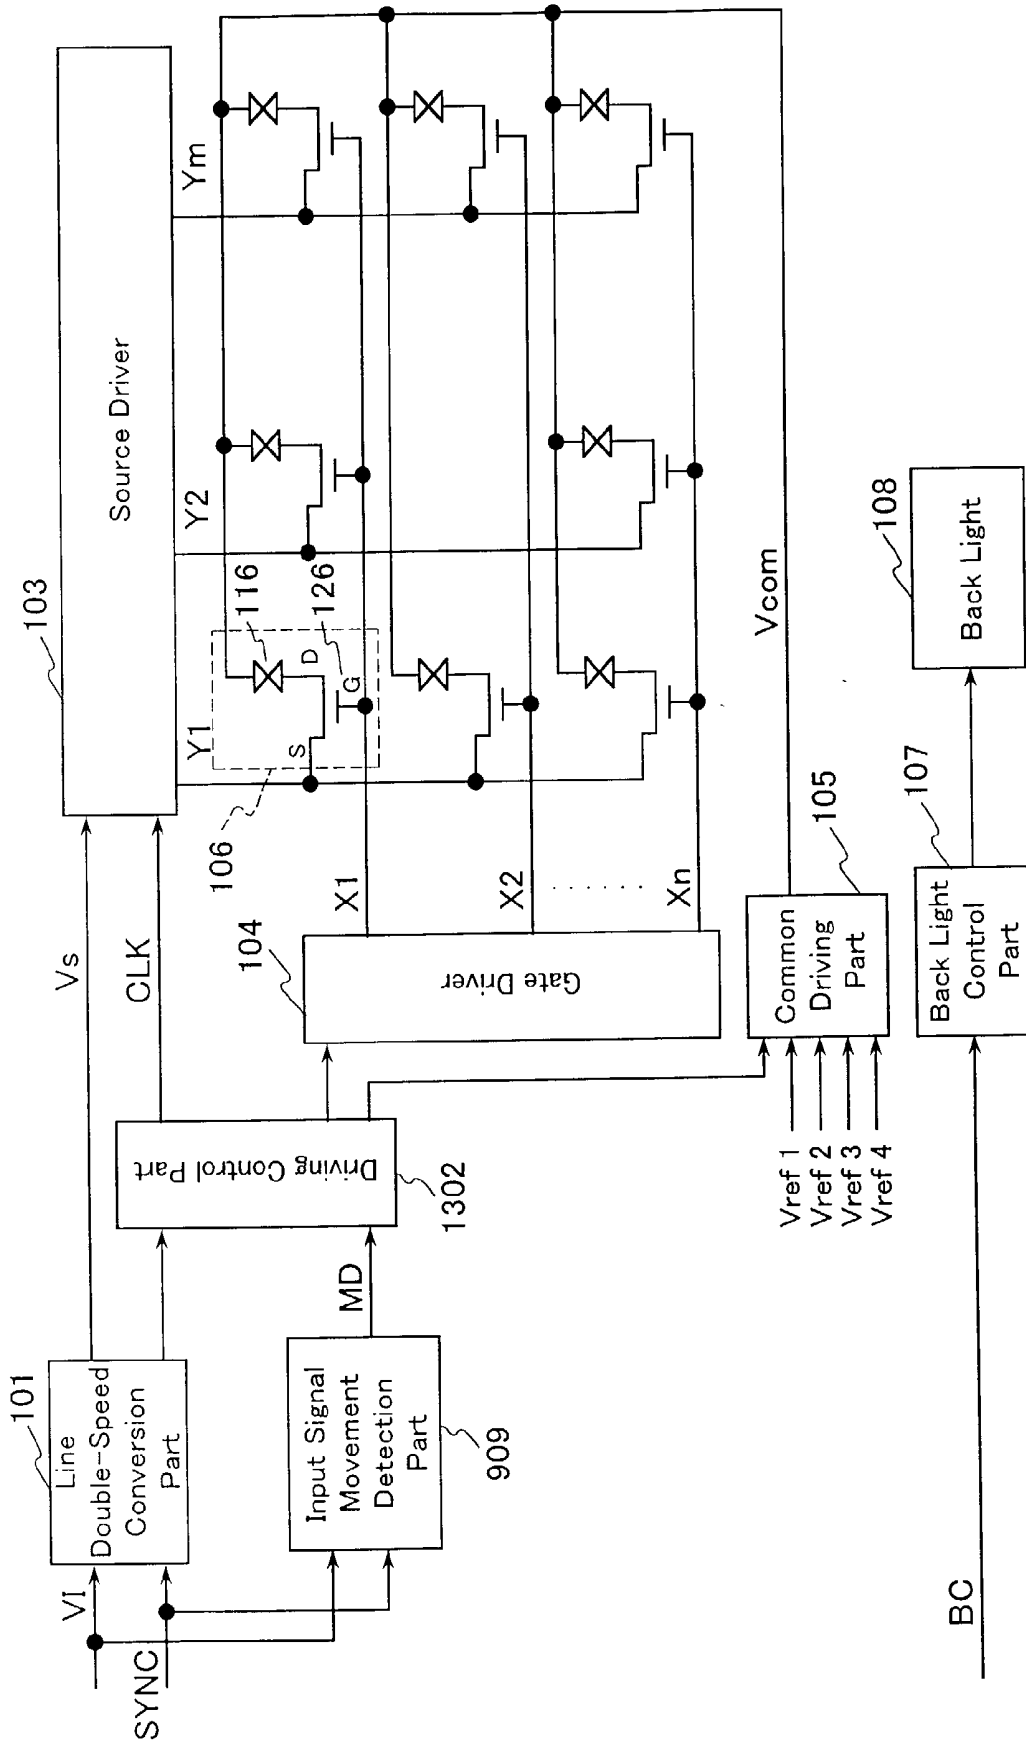 VI
SYNC
101
Line
Double-Speed
Conversion
Part
Input Signal
Movement
Detection
Part
909
MD
Vs
CLK
Driving Control Part
1302
103
Source Driver
104
Gate Driver
Y1
Y2
Ym
106
116
126
S
D
G
X1
X2
. . . . . . .
Xn
Vref 1
Vref 2
Vref 3
Vref 4
Common
Driving
Part
105
Vcom
BC
Back Light
Control
Part
107
Back Light
108